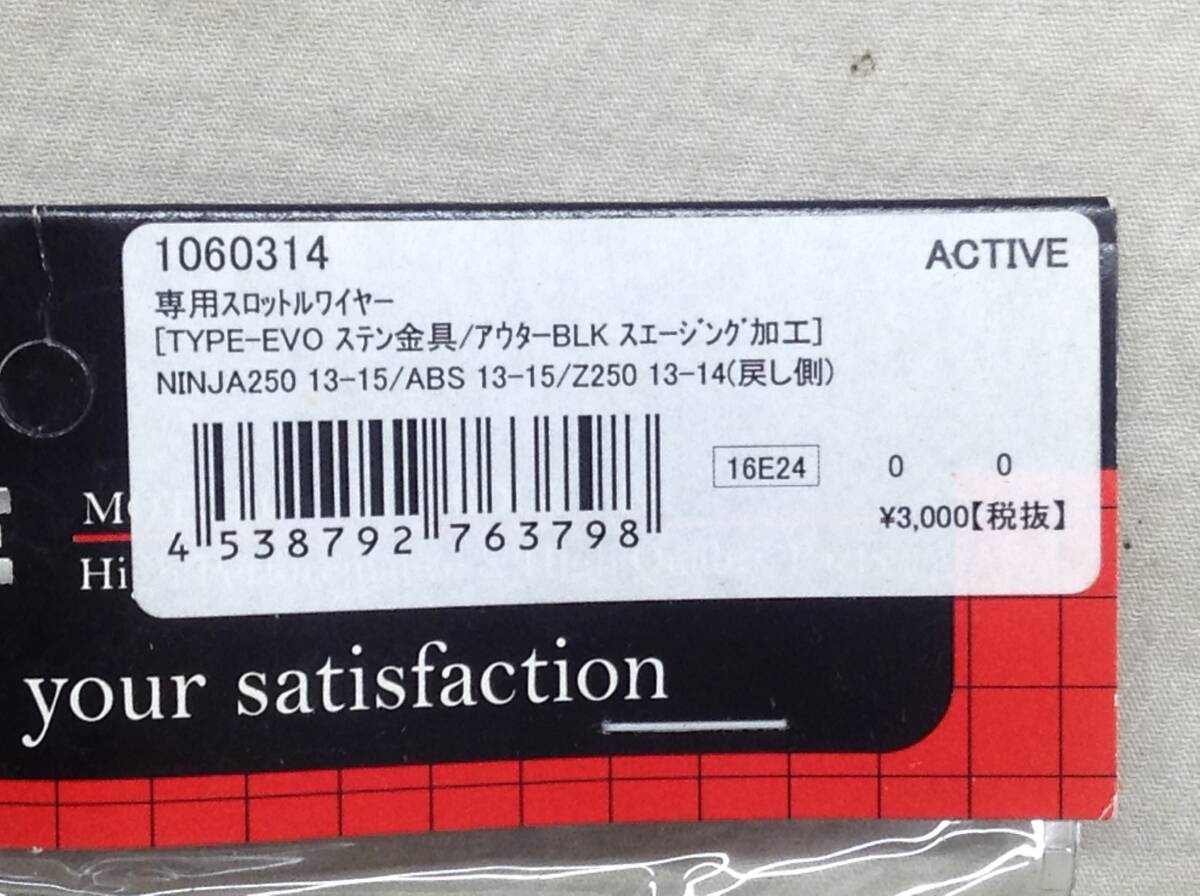 1060314
ACTIVE
専用スロットルワイヤー
[TYPE-EVO ステン金具/アウターBLK スエージング加工]
NINJA250 13-15/ABS 13-15/Z250 13-14(戻し側)
16E24 0 0
¥3,000【税抜】
4 538792 763798
your satisfaction